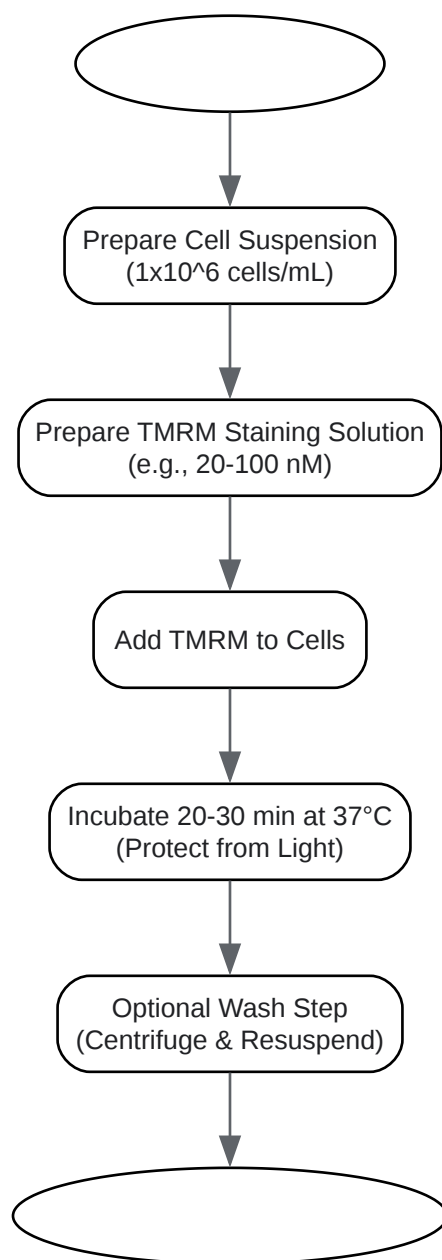 Prepare Cell Suspension
(1x10^6 cells/mL)
Prepare TMRM Staining Solution
(e.g., 20-100 nM)
Add TMRM to Cells
Incubate 20-30 min at 37°C
(Protect from Light)
Optional Wash Step
(Centrifuge & Resuspend)